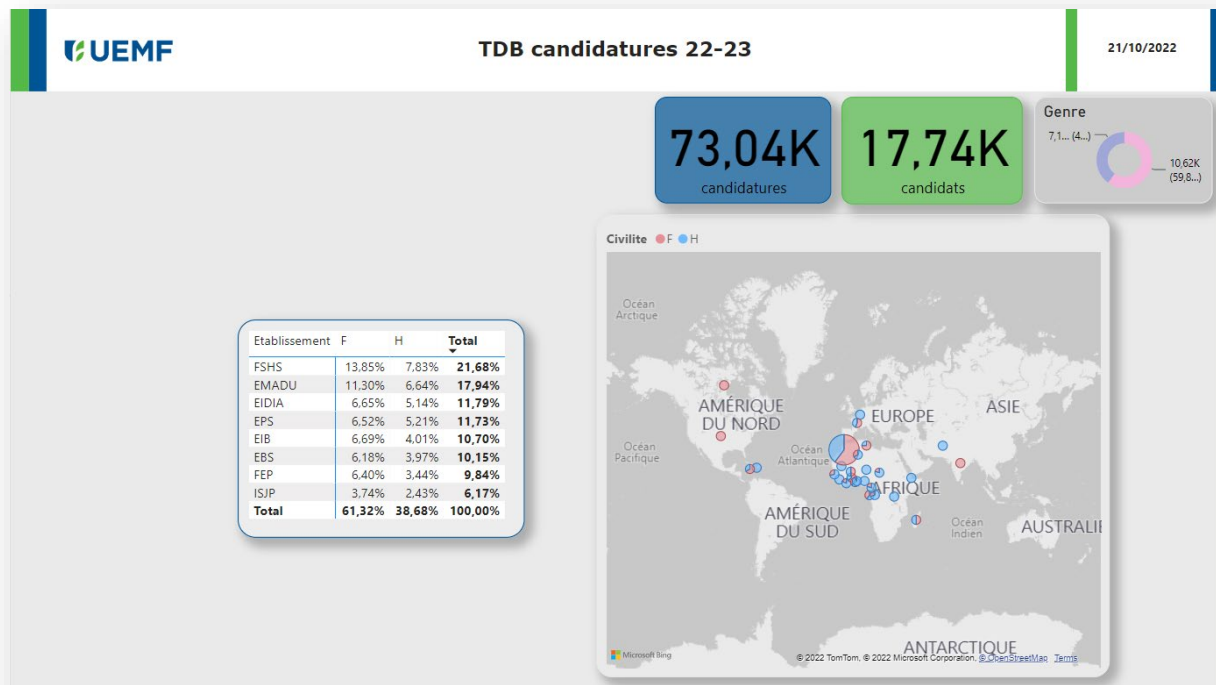 UEMF
TDB candidatures 22-23
21/10/2022
73,04K
candidatures
17,74K
candidats
Genre
7,1... (4...)
10,62K
(59,8...)
Etablissement F H Total
FSHS 13,85% 7,83% 21,68%
EMADU 11,30% 6,64% 17,94%
EIDIA 6,65% 5,14% 11,79%
EPS 6,52% 5,21% 11,73%
EIB 6,69% 4,01% 10,70%
EBS 6,18% 3,97% 10,15%
FEP 6,40% 3,44% 9,84%
ISJP 3,74% 2,43% 6,17%
Total 61,32% 38,68% 100,00%
Civilite F H
Océan
Arctique
AMÉRIQUE
DU NORD
EUROPE
ASIE
Océan
Pacifique
Océan
Atlantique
AFRIQUE
AMÉRIQUE
DU SUD
Océan
Indien
AUSTRALIE
ANTARCTIQUE
Microsoft Bing
© 2022 TomTom, © 2022 Microsoft Corporation, © OpenStreetMap Terms